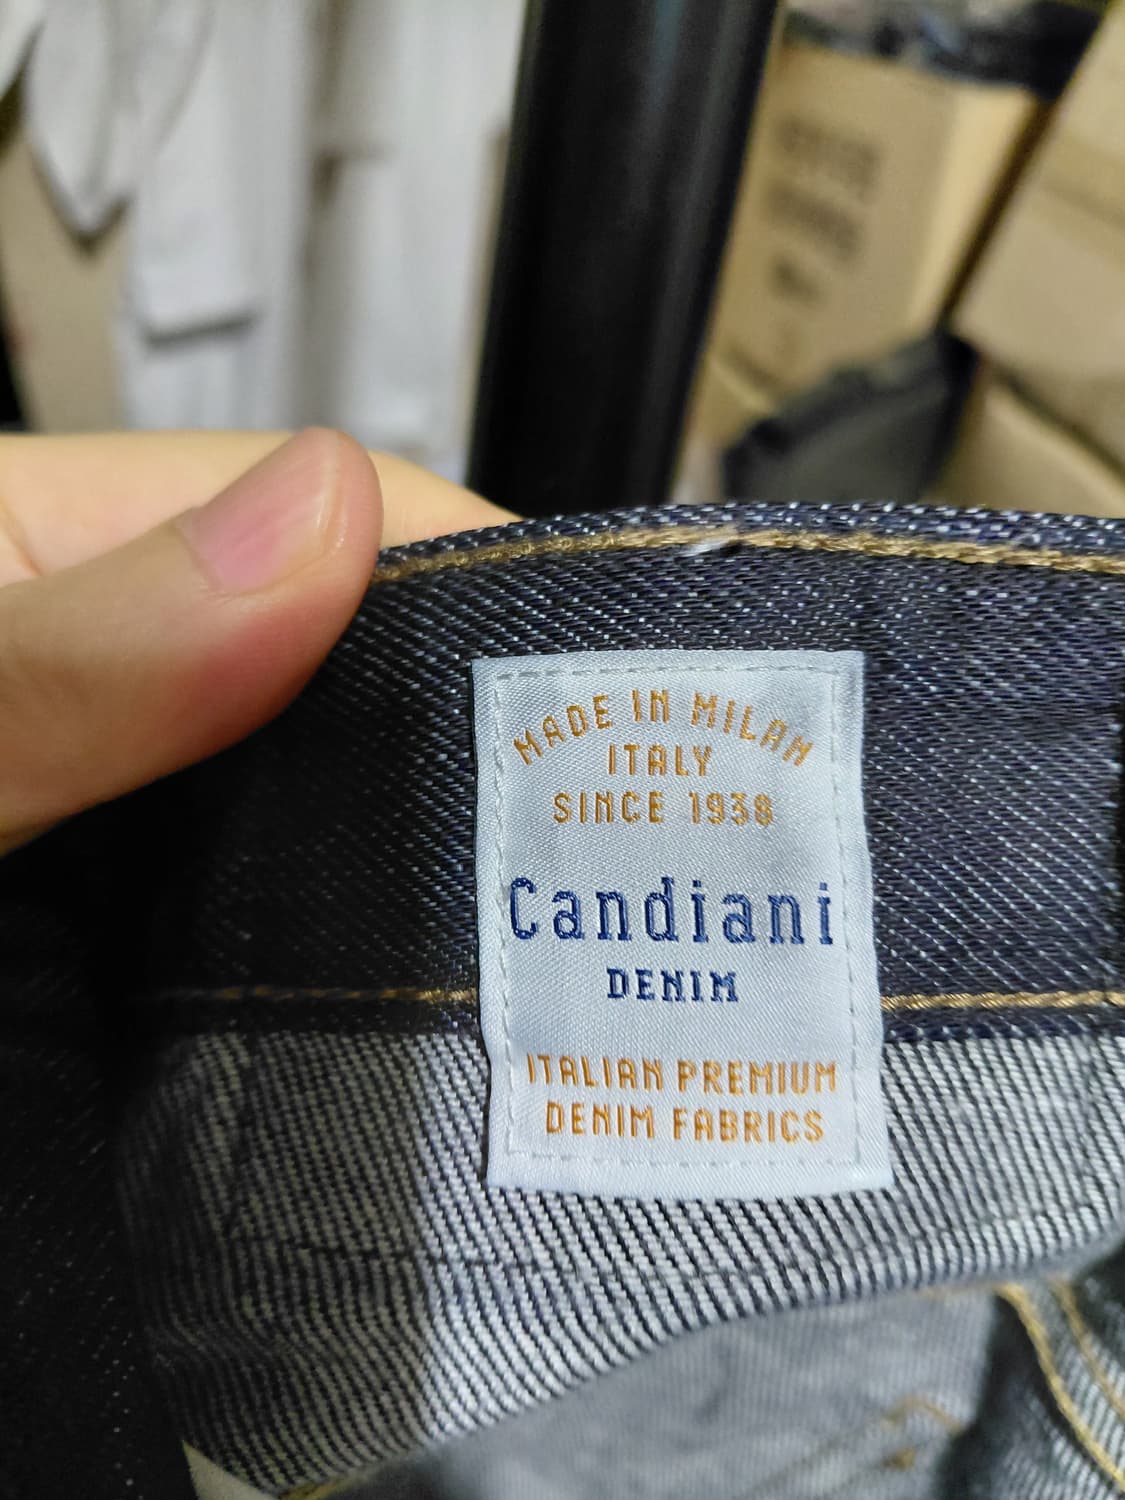 MADE IN MILAN
ITALY
SINCE 1938
Candiani
DENIM
ITALIAN PREMIUM
DENIM FABRICS